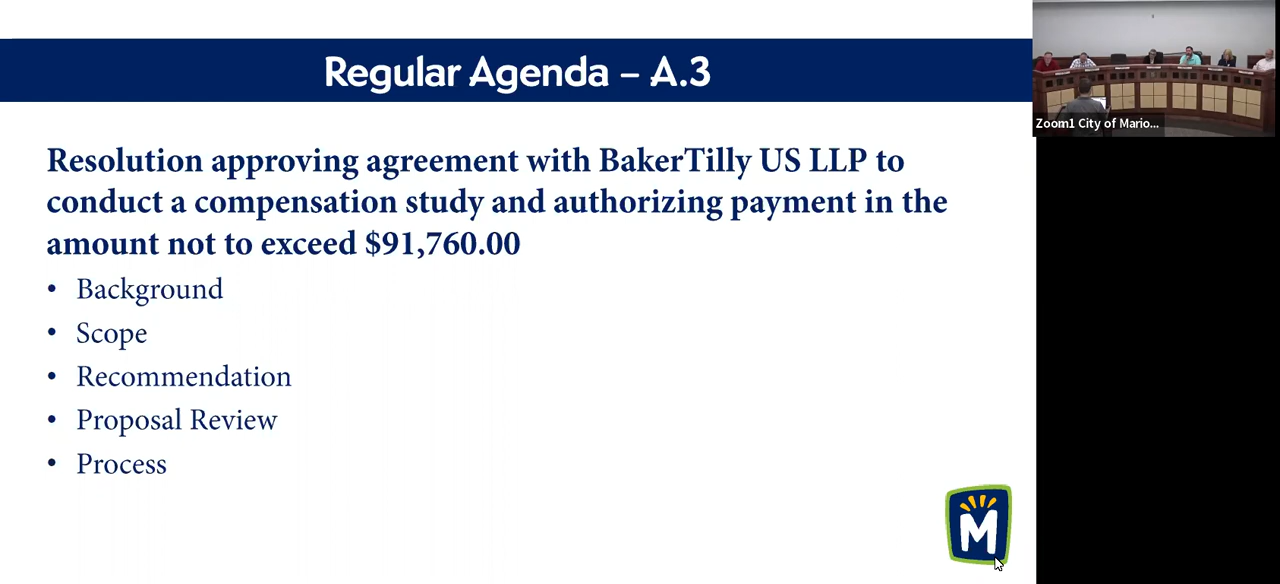 Regular Agenda – A.3
Resolution approving agreement with BakerTilly US LLP to
conduct a compensation study and authorizing payment in the
amount not to exceed $91,760.00
• Background
• Scope
• Recommendation
• Proposal Review
• Process
M
Zoom1 City of Mario...